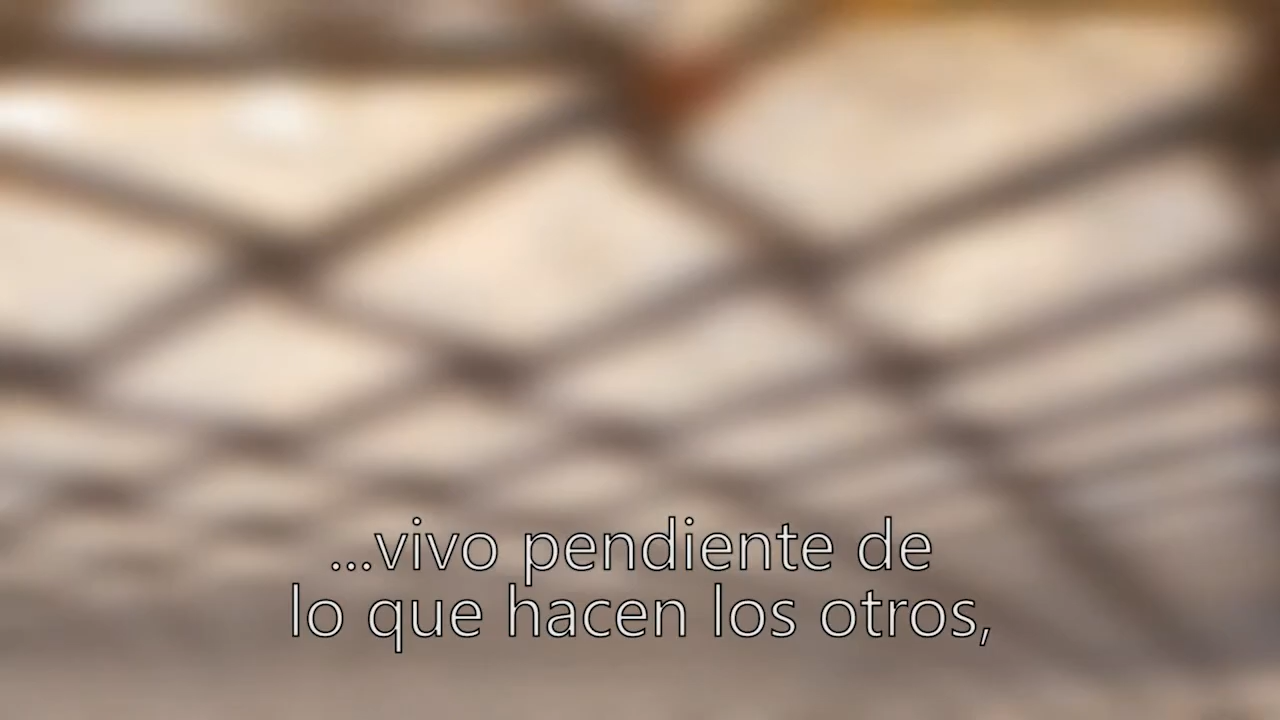 ...vivo pendiente de
lo que hacen los otros,